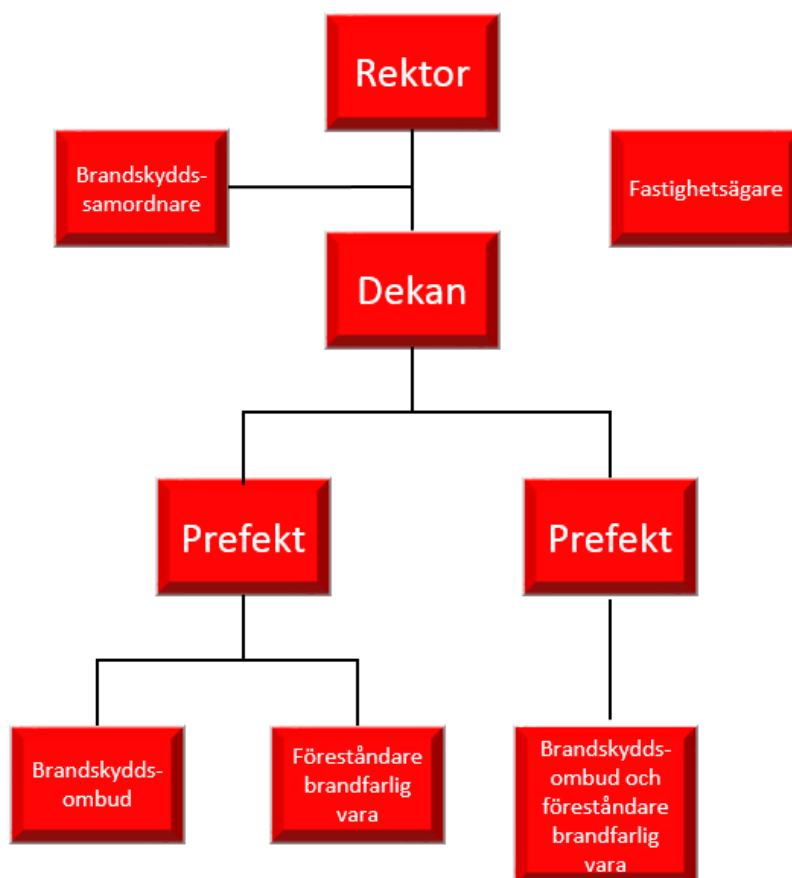 Rektor
Brandskydds-
samordnare
Fastighetsägare
Dekan
Prefekt
Prefekt
Brandskydds-
ombud
Föreståndare
brandfarlig
vara
Brandskydds-
ombud och
föreståndare
brandfarlig
vara